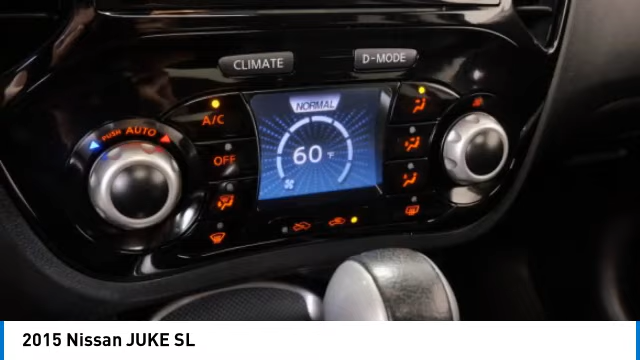 CLIMATE
D-MODE
NORMAL
A/C
PUSH AUTO
60 °F
OFF
2015 Nissan JUKE SL